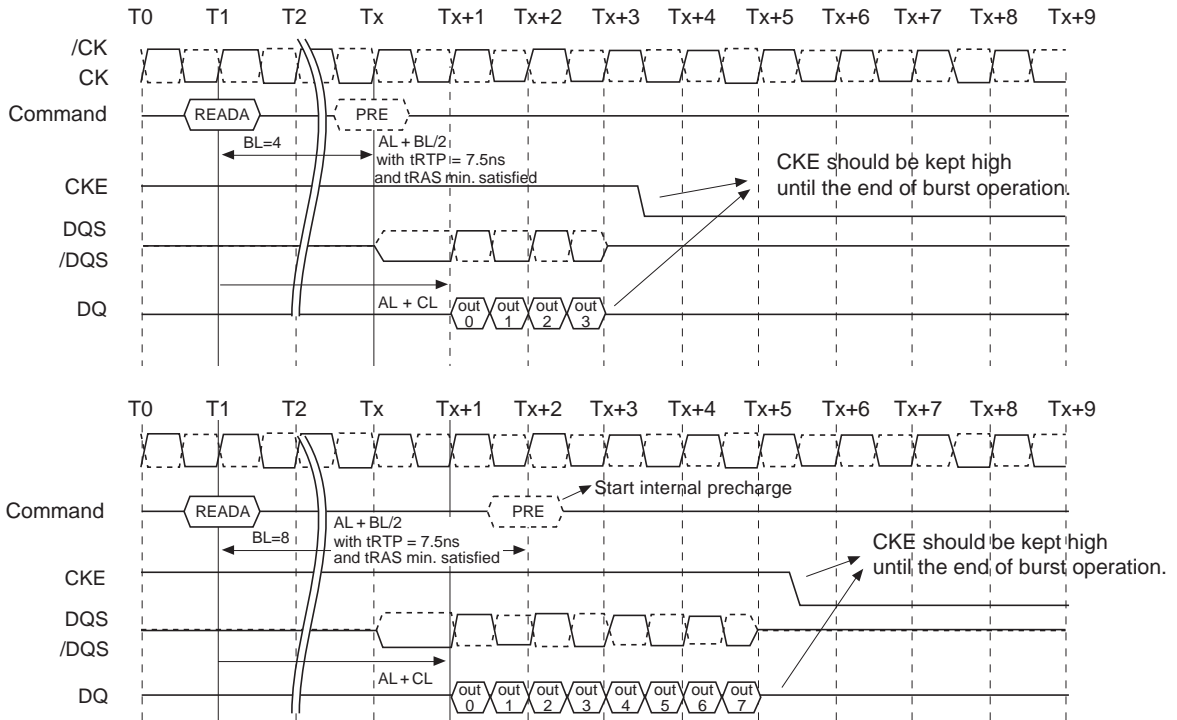 T0 T1 T2 Tx Tx+1 Tx+2 Tx+3 Tx+4 Tx+5 Tx+6 Tx+7 Tx+8 Tx+9
/CK
CK
Command READA PRE
BL=4 AL + BL/2
with tRTP = 7.5ns
and tRAS min. satisfied
CKE should be kept high
until the end of burst operation.
CKE
DQS
/DQS
AL + CL
DQ out 0 out 1 out 2 out 3
T0 T1 T2 Tx Tx+1 Tx+2 Tx+3 Tx+4 Tx+5 Tx+6 Tx+7 Tx+8 Tx+9
Start internal precharge
Command READA PRE
BL=8 AL + BL/2
with tRTP = 7.5ns
and tRAS min. satisfied
CKE should be kept high
until the end of burst operation.
CKE
DQS
/DQS
AL+CL
DQ out 0 out 1 out 2 out 3 out 4 out 5 out 6 out 7